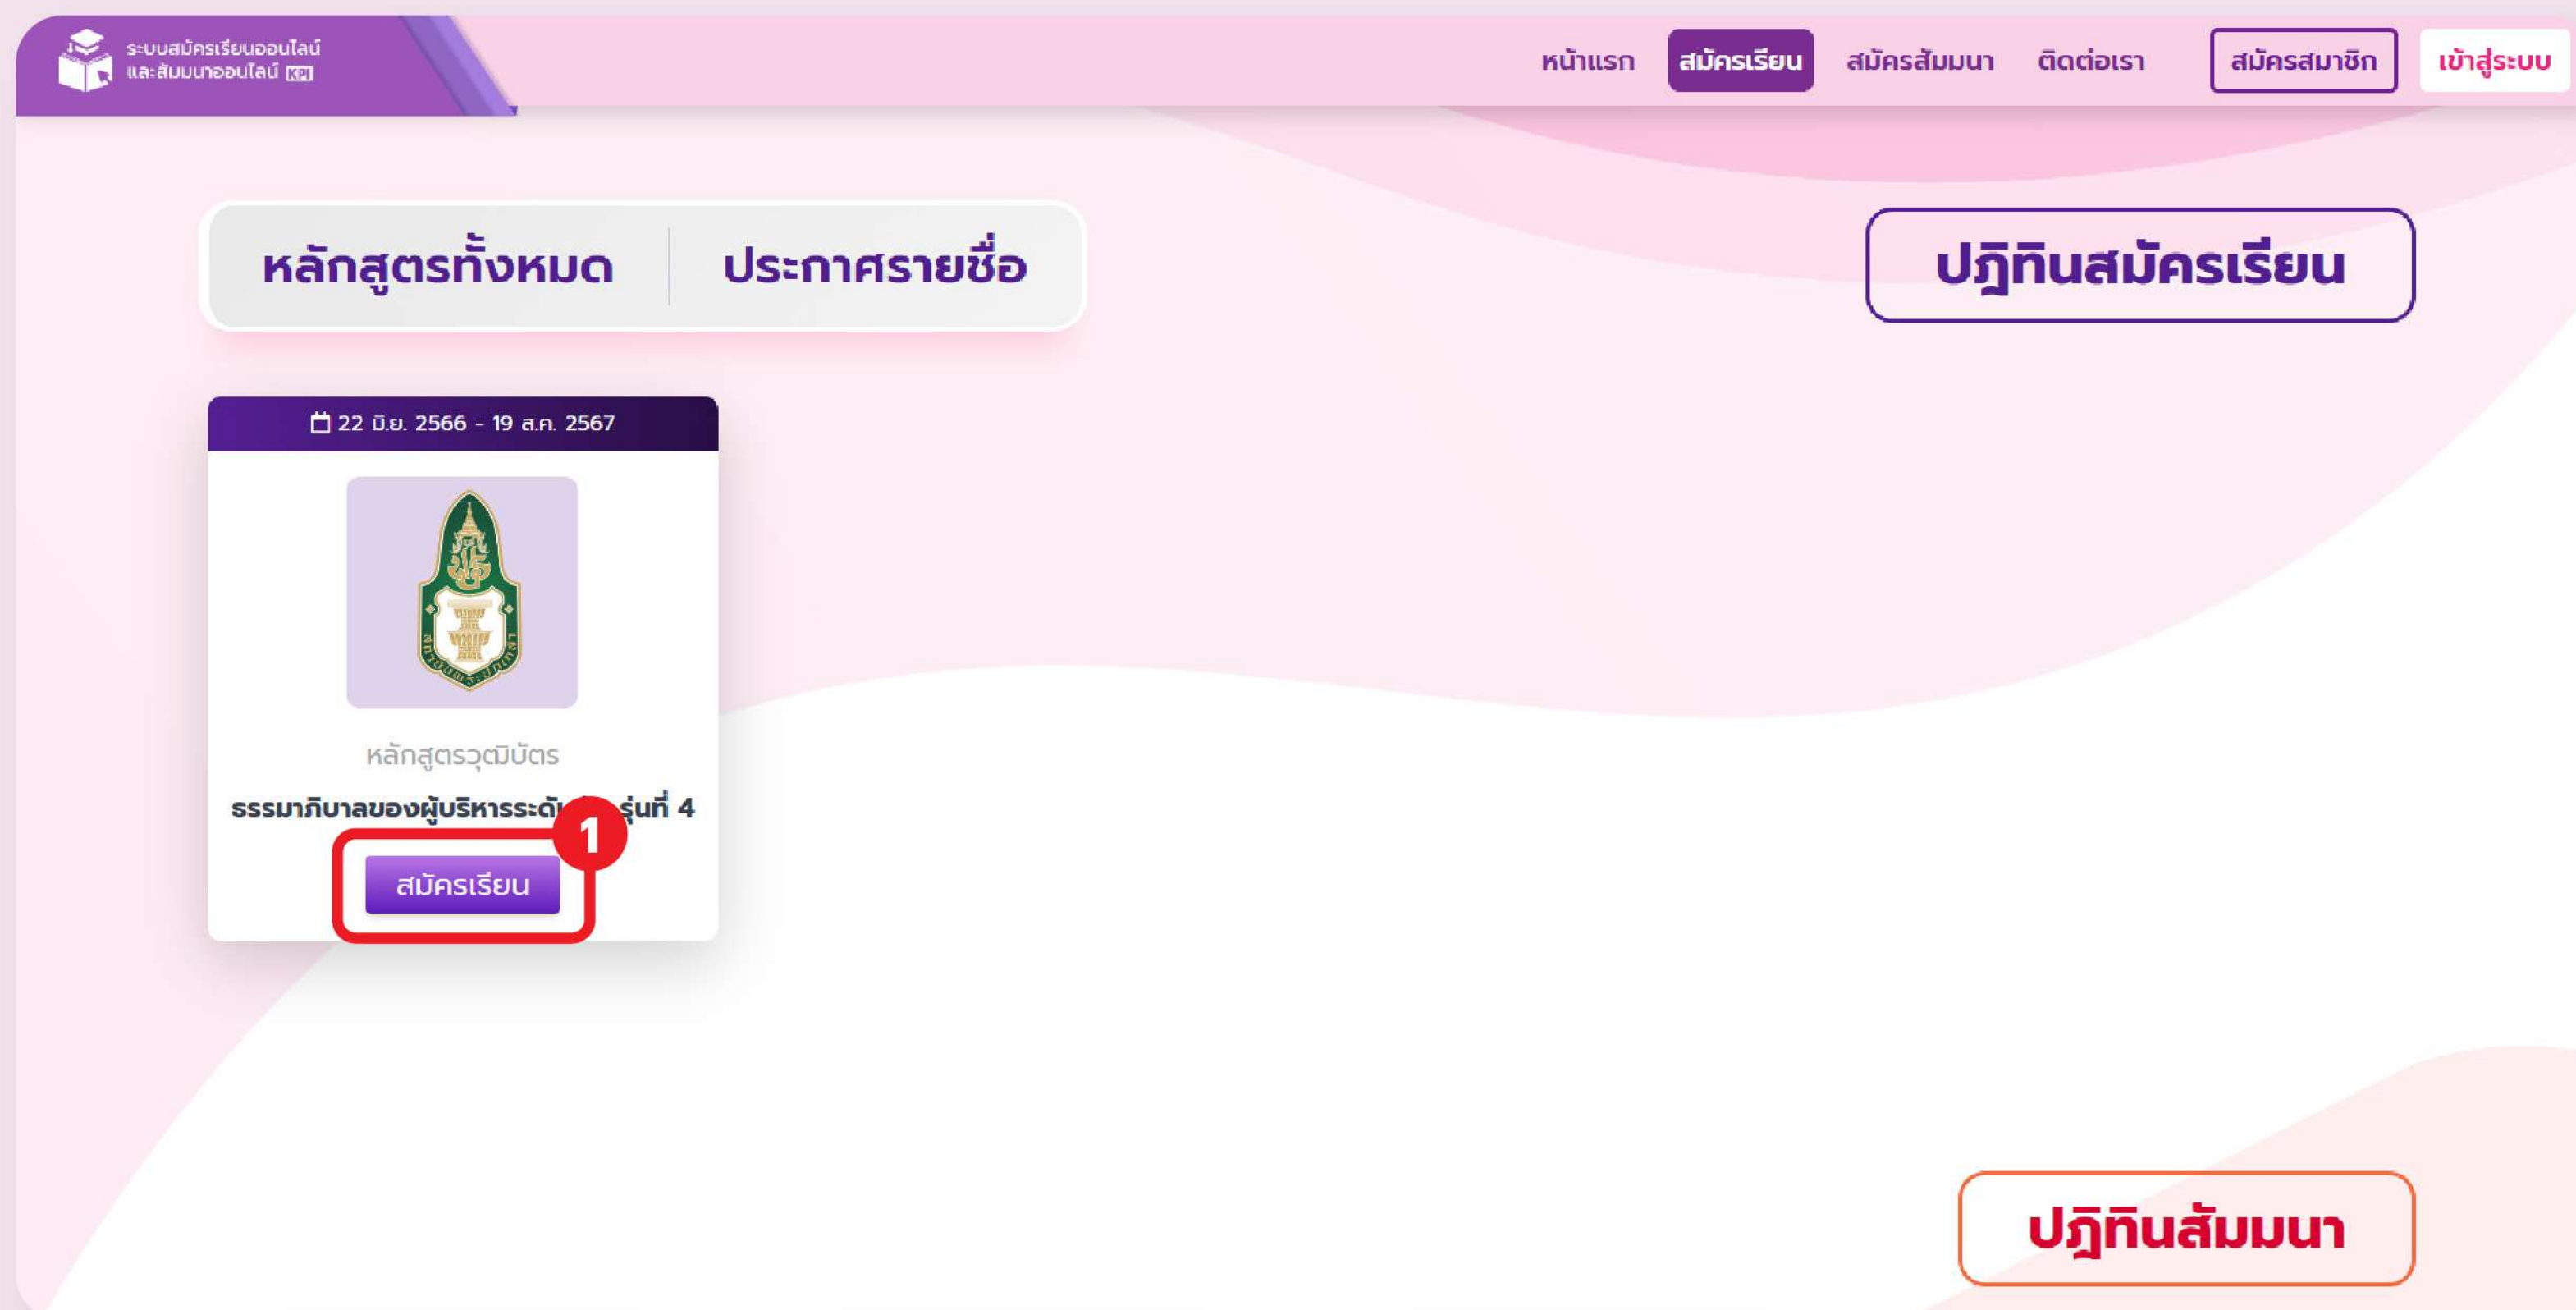 ระบบสมัครเรียนออนไลน์
และสัมมนาออนไลน์ KPI
หน้าแรก
สมัครเรียน
สมัครสัมมนา
ติดต่อเรา
สมัครสมาชิก
เข้าสู่ระบบ
หลักสูตรทั้งหมด
ประกาศรายชื่อ
ปฎิทินสมัครเรียน
22 มิ.ย. 2566 - 19 ส.ค. 2567
หลักสูตรวุฒิบัตร
ธรรมาภิบาลของผู้บริหาร รุ่นที่ 4
1
สมัครเรียน
ปฎิทินสัมมนา